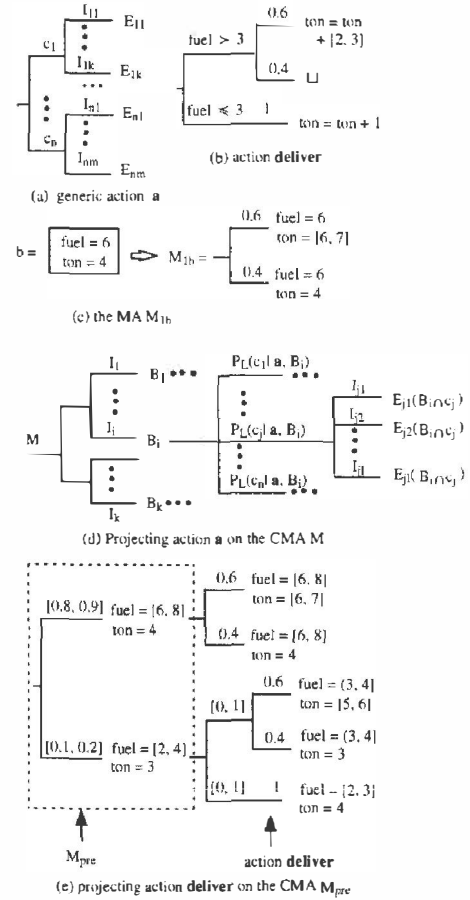 I11
E11
c1
I1k
E1k
In1
En1
cn
Inm
Enm
(a) generic action a
fuel > 3
0.6
ton = ton
+ [2, 3]
0.4
⊔
fuel ⩽ 3
1
ton = ton + 1
(b) action deliver
b =
fuel = 6
ton = 4
M1b =
0.6 fuel = 6
ton = [6, 7]
0.4 fuel = 6
ton = 4
(c) the MA M1b
M
I1
B1
Ii
Bi
Ik
Bk
PL(c1| a, Bi)
PL(cj| a, Bi)
PL(cn| a, Bi)
Ij1
Ej1(Bi∩cj)
Ij2
Ej2(Bi∩cj)
Ijl
Ejl(Bi∩cj)
(d) Projecting action a on the CMA M
[0.8, 0.9] fuel = [6, 8]
ton = 4
0.6 fuel = [6, 8]
ton = [6, 7]
0.4 fuel = [6, 8]
ton = 4
[0.1, 0.2] fuel = [2, 4]
ton = 3
[0, 1]
0.6 fuel = (3, 4]
ton = [5, 6]
0.4 fuel = (3, 4]
ton = 3
[0, 1]
1 fuel = [2, 3]
ton = 4
Mpre
action deliver
(e) projecting action deliver on the CMA Mpre